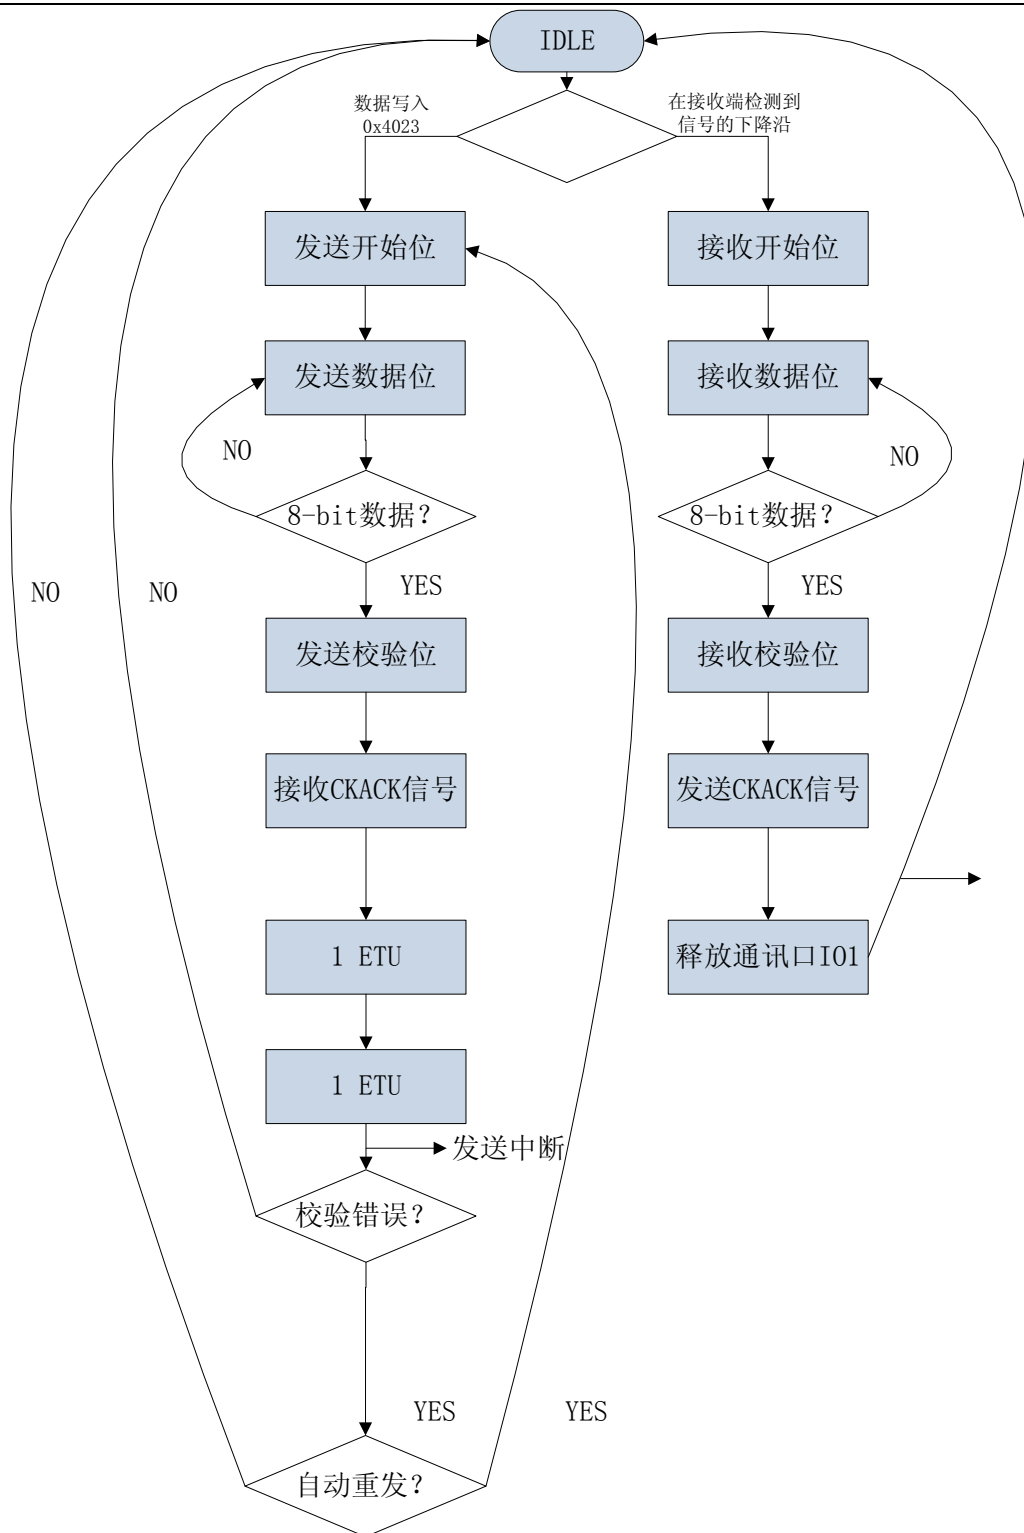 IDLE
数据写入
0x4023
在接收端检测到
信号的下降沿
发送开始位
接收开始位
发送数据位
接收数据位
NO
NO
8-bit数据?
8-bit数据?
YES
YES
NO
NO
发送校验位
接收校验位
接收CKACK信号
发送CKACK信号
1 ETU
释放通讯口IO1
1 ETU
发送中断
校验错误?
YES
YES
自动重发?